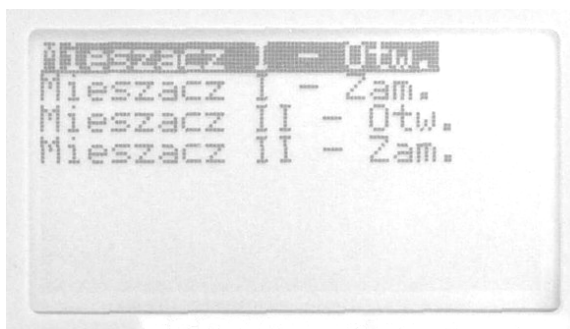 Mieszacz I - Otw.
Mieszacz I - Zam.
Mieszacz II - Otw.
Mieszacz II - Zam.